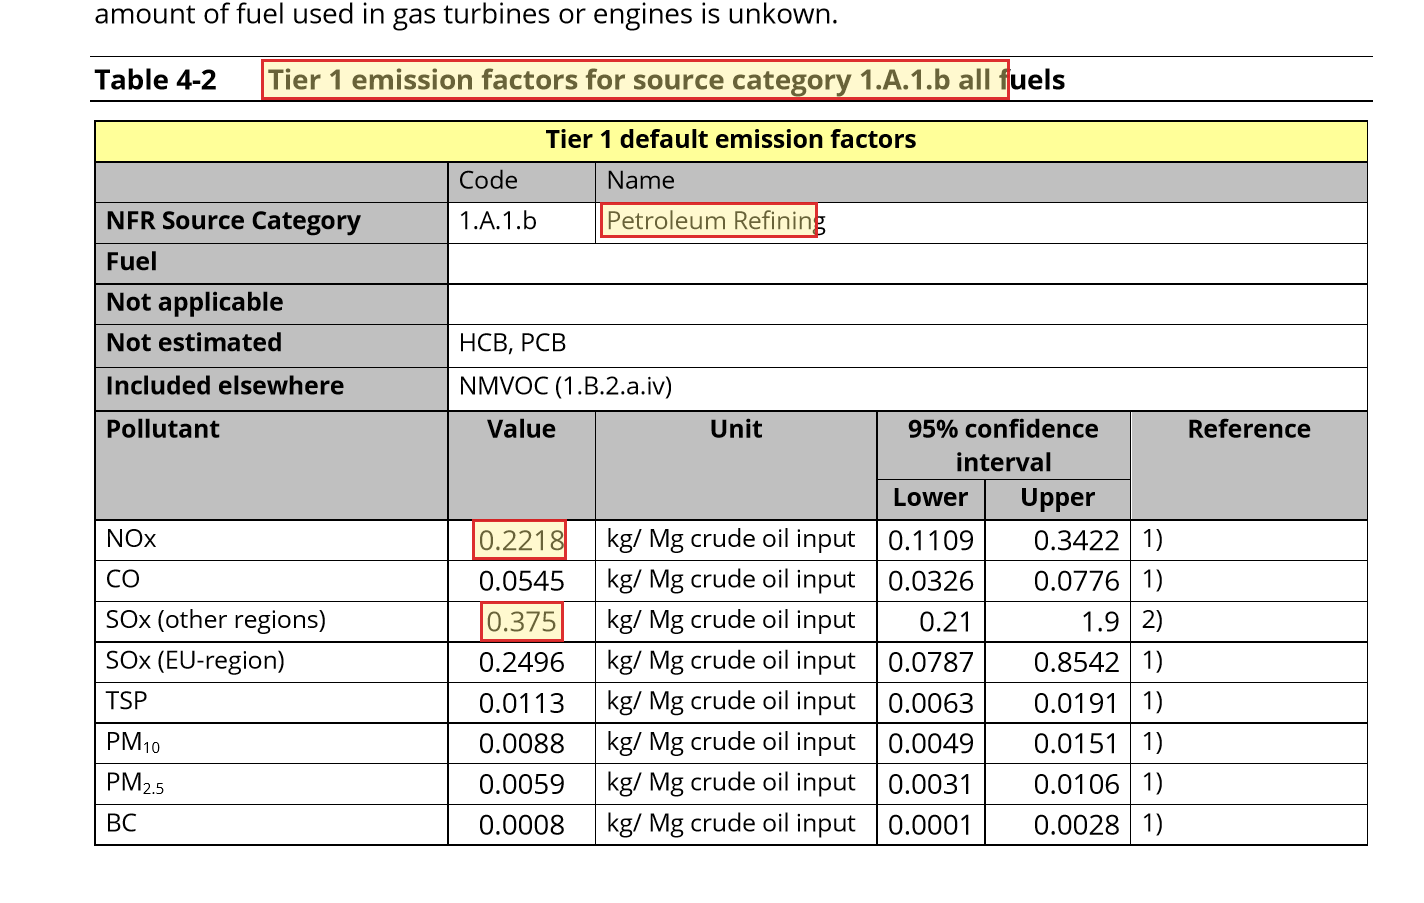 amount of fuel used in gas turbines or engines is unkown.
Table 4-2 Tier 1 emission factors for source category 1.A.1.b all fuels
Tier 1 default emission factors
Code Name
NFR Source Category 1.A.1.b Petroleum Refining
Fuel
Not applicable
Not estimated HCB, PCB
Included elsewhere NMVOC (1.B.2.a.iv)
Pollutant Value Unit 95% confidence interval Reference
Lower Upper
NOx 0.2218 kg/ Mg crude oil input 0.1109 0.3422 1)
CO 0.0545 kg/ Mg crude oil input 0.0326 0.0776 1)
SOx (other regions) 0.375 kg/ Mg crude oil input 0.21 1.9 2)
SOx (EU-region) 0.2496 kg/ Mg crude oil input 0.0787 0.8542 1)
TSP 0.0113 kg/ Mg crude oil input 0.0063 0.0191 1)
PM10 0.0088 kg/ Mg crude oil input 0.0049 0.0151 1)
PM2.5 0.0059 kg/ Mg crude oil input 0.0031 0.0106 1)
BC 0.0008 kg/ Mg crude oil input 0.0001 0.0028 1)